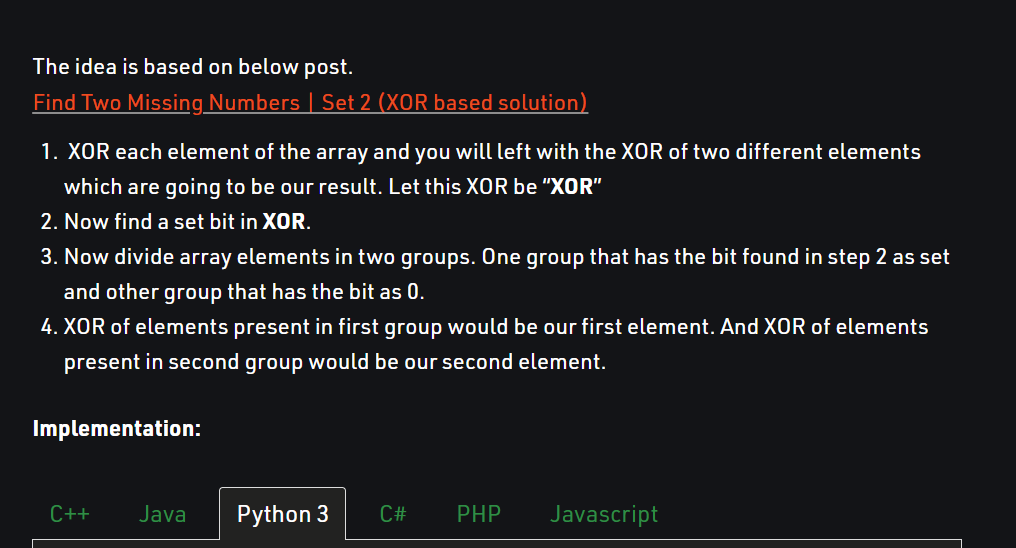 The idea is based on below post.
Find Two Missing Numbers | Set 2 (XOR based solution)
1. XOR each element of the array and you will left with the XOR of two different elements
which are going to be our result. Let this XOR be “XOR”
2. Now find a set bit in XOR.
3. Now divide array elements in two groups. One group that has the bit found in step 2 as set
and other group that has the bit as 0.
4. XOR of elements present in first group would be our first element. And XOR of elements
present in second group would be our second element.
Implementation:
C++ Java Python 3 C# PHP Javascript